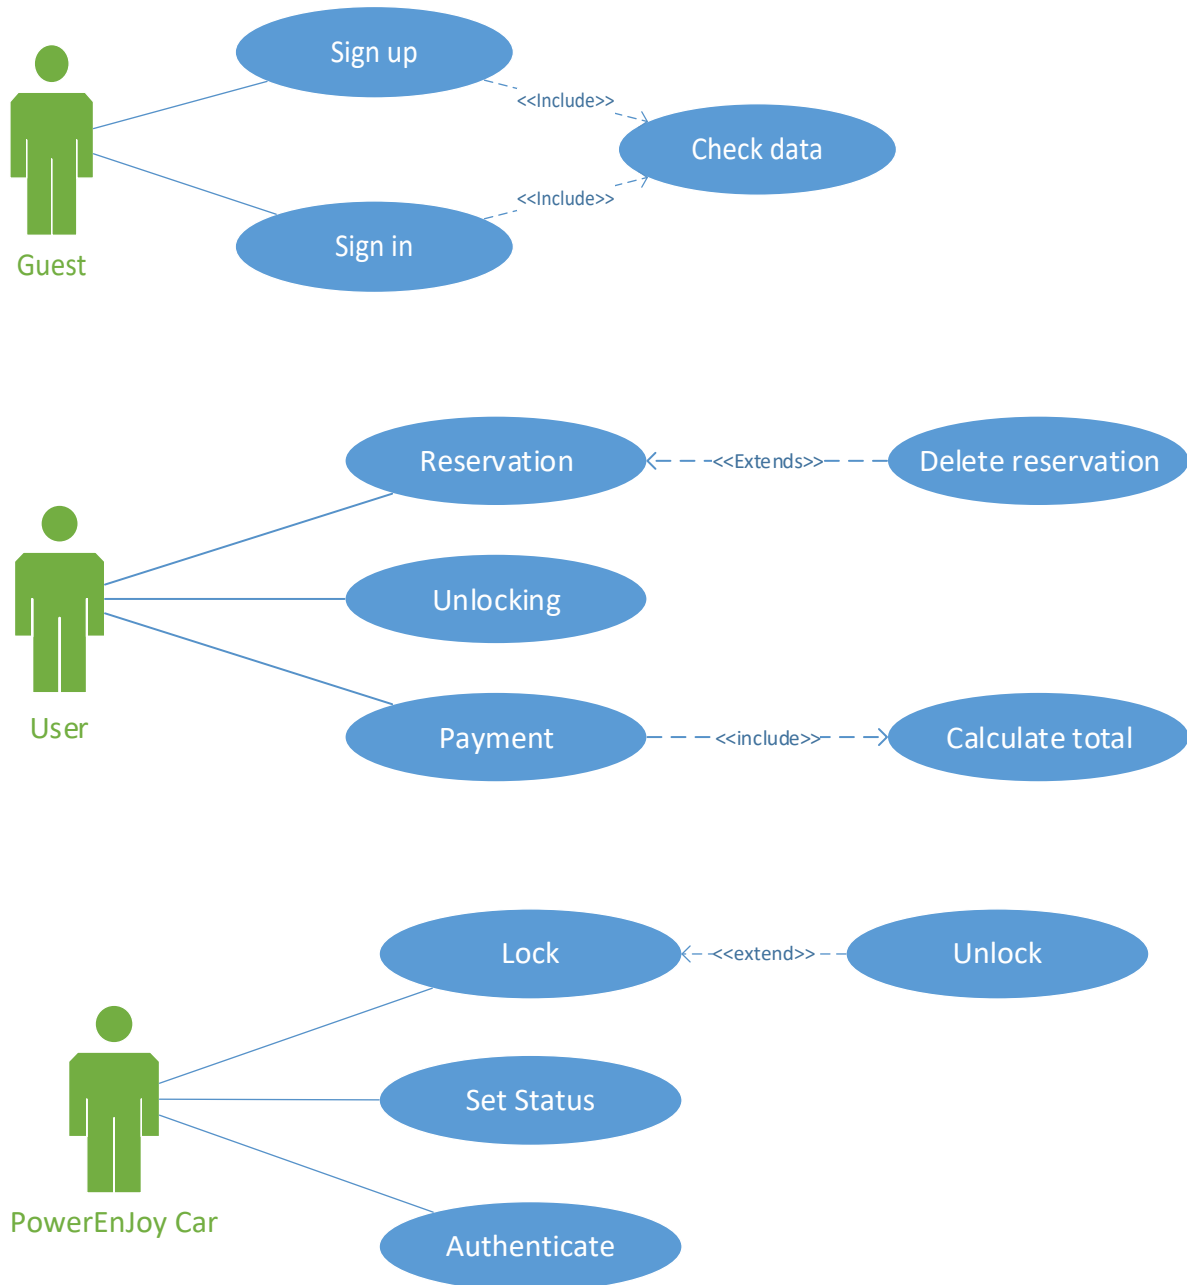 Sign up
<<Include>>
Check data
<<Include>>
Sign in
Guest
Reservation
<<Extends>>
Delete reservation
Unlocking
User
Payment
<<include>>
Calculate total
Lock
<<extend>>
Unlock
Set Status
PowerEnJoy Car
Authenticate